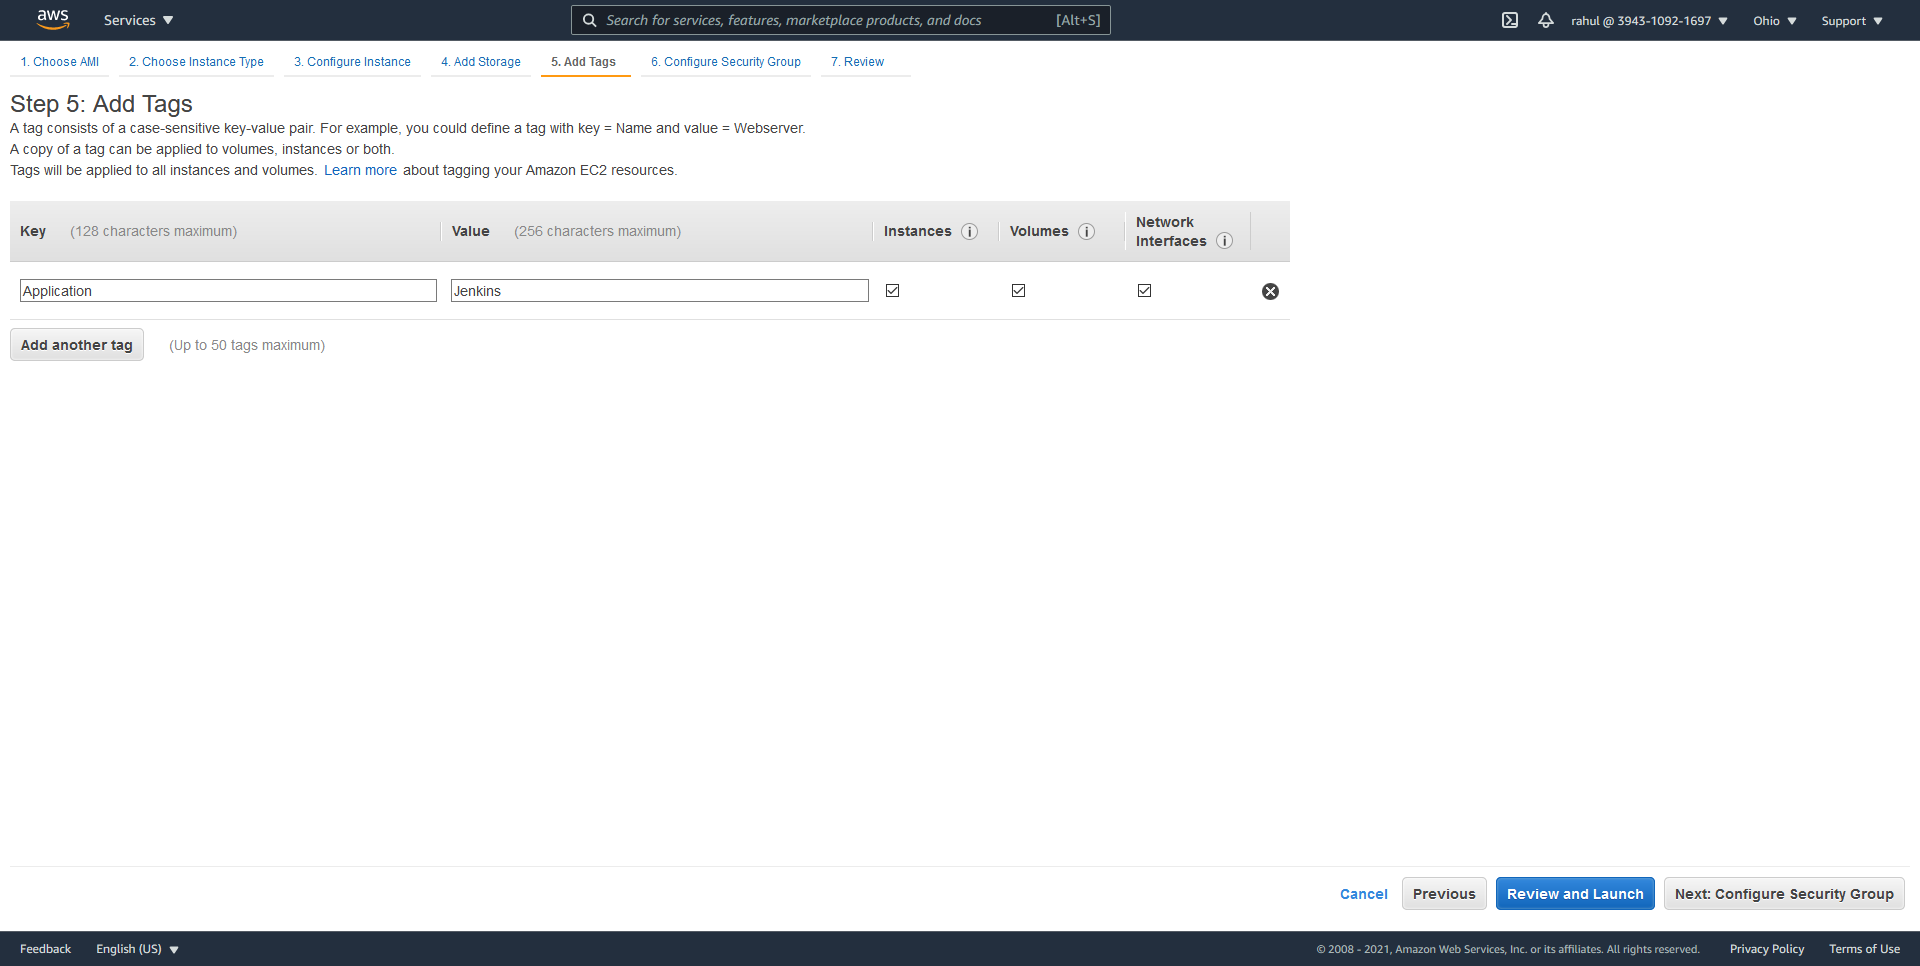 aws Services Search for services, features, marketplace products, and docs [Alt+S] rahul @ 3943-1092-1697 Ohio Support
1. Choose AMI 2. Choose Instance Type 3. Configure Instance 4. Add Storage 5. Add Tags 6. Configure Security Group 7. Review
Step 5: Add Tags
A tag consists of a case-sensitive key-value pair. For example, you could define a tag with key = Name and value = Webserver.
A copy of a tag can be applied to volumes, instances or both.
Tags will be applied to all instances and volumes. Learn more about tagging your Amazon EC2 resources.
Key (128 characters maximum) Value (256 characters maximum) Instances Volumes Network
Interfaces
Application Jenkins
Add another tag (Up to 50 tags maximum)
Cancel Previous Review and Launch Next: Configure Security Group
Feedback English (US) © 2008 - 2021, Amazon Web Services, Inc. or its affiliates. All rights reserved. Privacy Policy Terms of Use